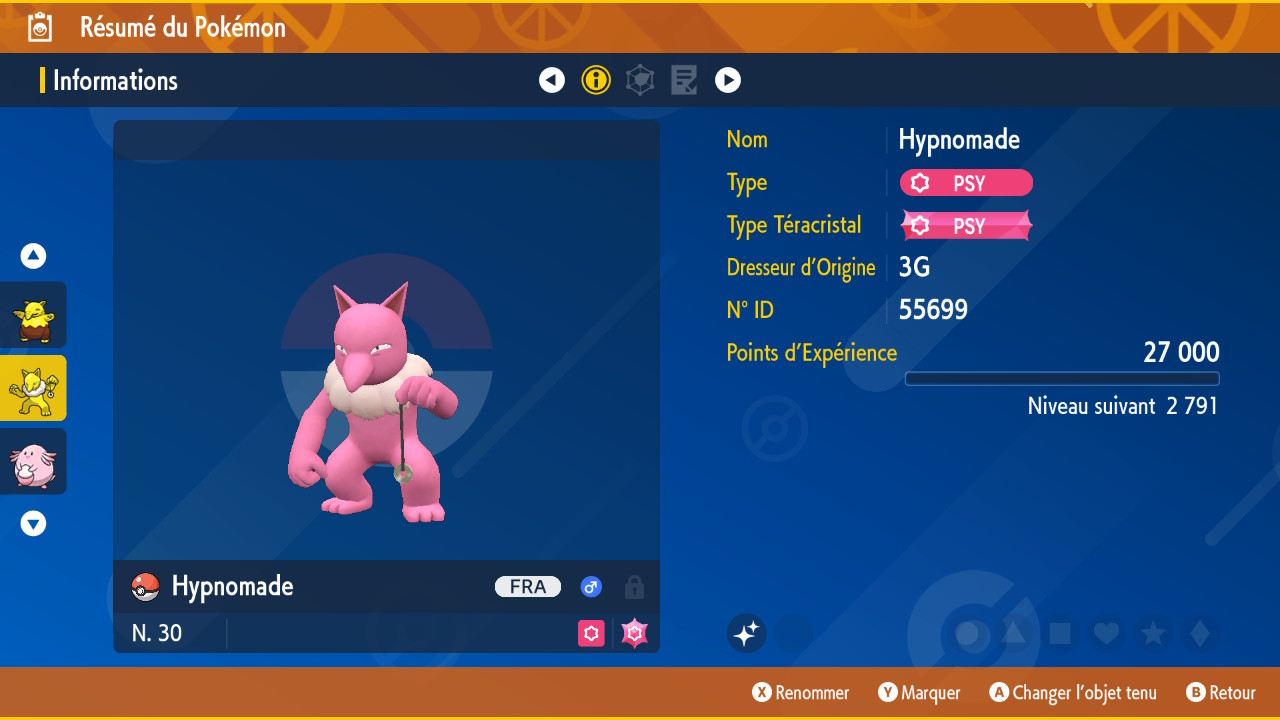 Résumé du Pokémon
Informations
Nom Hypnomade
Type PSY
Type Téracristal PSY
Dresseur d'Origine 3G
N° ID 55699
Points d'Expérience 27 000
Niveau suivant 2 791
Hypnomade FRA ♂
N. 30
X Renommer Y Marquer A Changer l'objet tenu B Retour